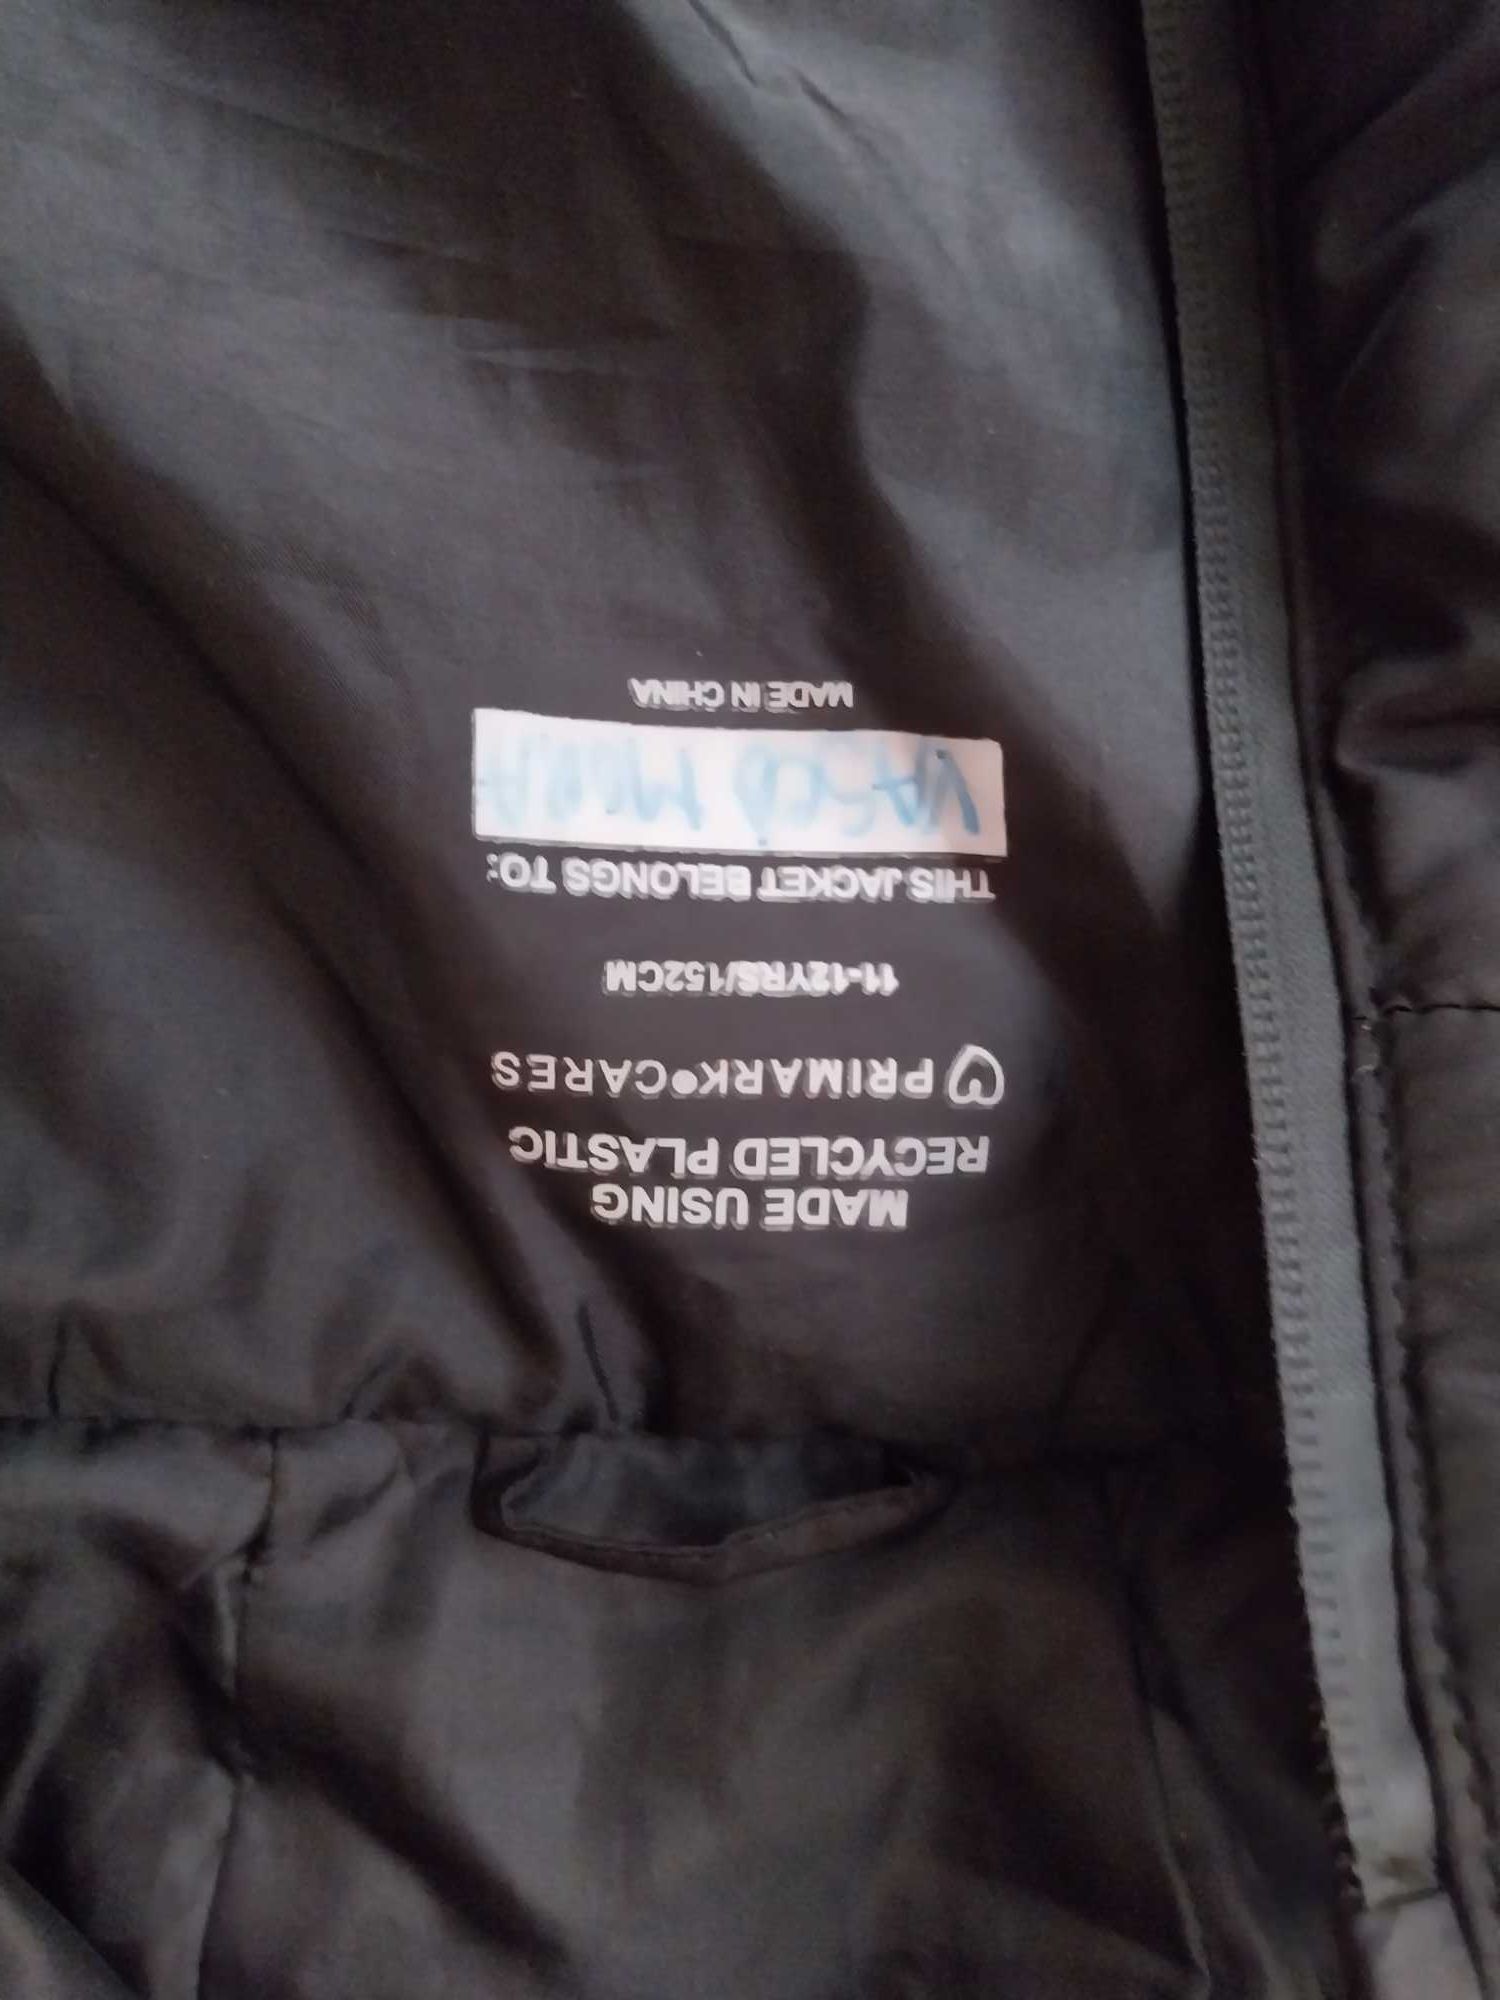 MADE USING
RECYCLED PLASTIC
PRIMARK•CARES
11-12YRS/152CM
THIS JACKET BELONGS TO:
VASCO
MADE IN CHINA